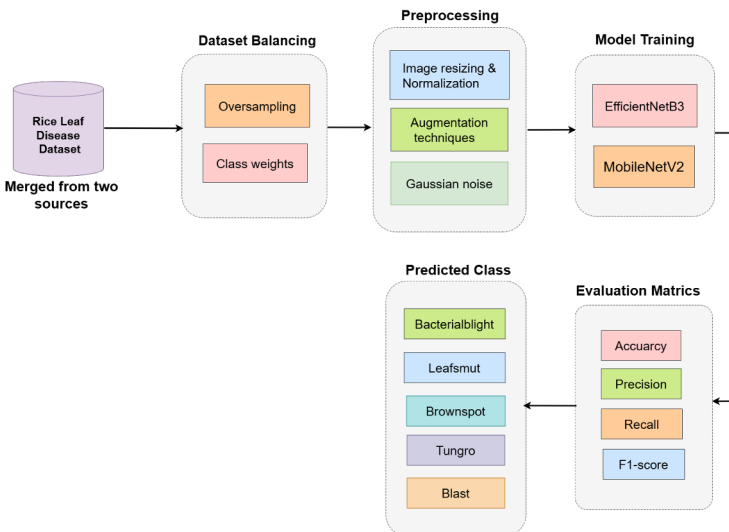 Rice Leaf
Disease
Dataset
Merged from two
sources
Dataset Balancing
Oversampling
Class weights
Preprocessing
Image resizing &
Normalization
Augmentation
techniques
Gaussian noise
Model Training
EfficientNetB3
MobileNetV2
Evaluation Matrics
Accuarcy
Precision
Recall
F1-score
Predicted Class
Bacterialblight
Leafsmut
Brownspot
Tungro
Blast